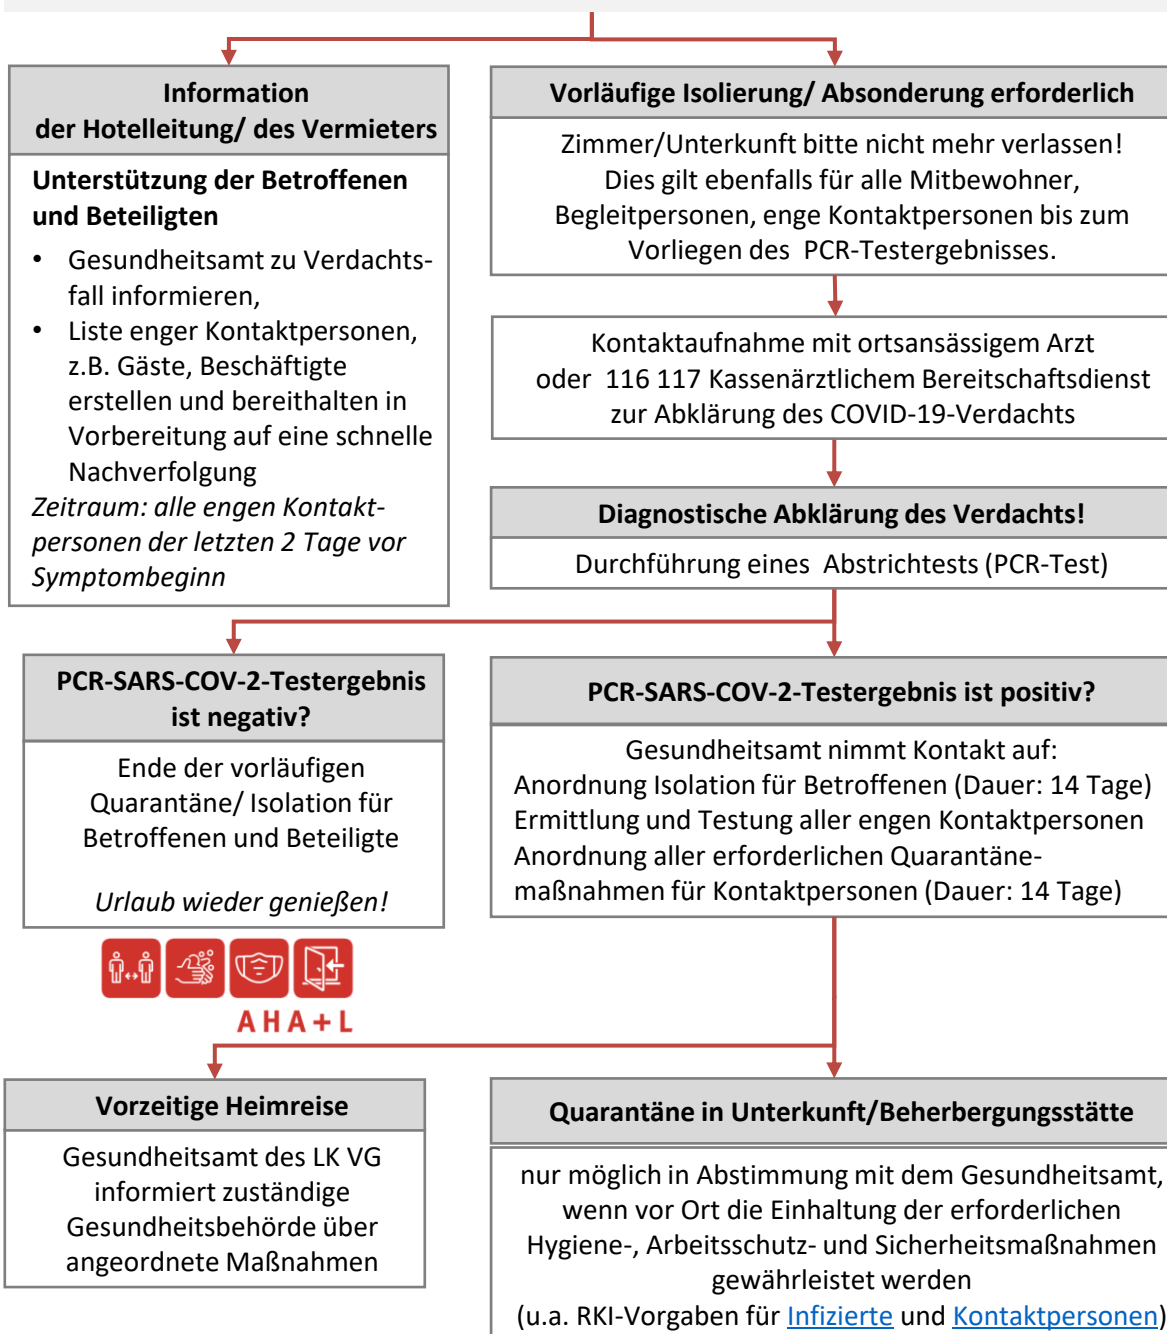 Information
der Hotelleitung/ des Vermieters
Unterstützung der Betroffenen
und Beteiligten
• Gesundheitsamt zu Verdachts-
fall informieren,
• Liste enger Kontaktpersonen,
z.B. Gäste, Beschäftigte
erstellen und bereithalten in
Vorbereitung auf eine schnelle
Nachverfolgung
Zeitraum: alle engen Kontakt-
personen der letzten 2 Tage vor
Symptombeginn
Vorläufige Isolierung/ Absonderung erforderlich
Zimmer/Unterkunft bitte nicht mehr verlassen!
Dies gilt ebenfalls für alle Mitbewohner,
Begleitpersonen, enge Kontaktpersonen bis zum
Vorliegen des PCR-Testergebnisses.
Kontaktaufnahme mit ortsansässigem Arzt
oder 116 117 Kassenärztlichem Bereitschaftsdienst
zur Abklärung des COVID-19-Verdachts
Diagnostische Abklärung des Verdachts!
Durchführung eines Abstrichtests (PCR-Test)
PCR-SARS-COV-2-Testergebnis
ist negativ?
Ende der vorläufigen
Quarantäne/ Isolation für
Betroffenen und Beteiligte
Urlaub wieder genießen!
AHA+L
PCR-SARS-COV-2-Testergebnis ist positiv?
Gesundheitsamt nimmt Kontakt auf:
Anordnung Isolation für Betroffenen (Dauer: 14 Tage)
Ermittlung und Testung aller engen Kontaktpersonen
Anordnung aller erforderlichen Quarantäne-
maßnahmen für Kontaktpersonen (Dauer: 14 Tage)
Vorzeitige Heimreise
Gesundheitsamt des LK VG
informiert zuständige
Gesundheitsbehörde über
angeordnete Maßnahmen
Quarantäne in Unterkunft/Beherbergungsstätte
nur möglich in Abstimmung mit dem Gesundheitsamt,
wenn vor Ort die Einhaltung der erforderlichen
Hygiene-, Arbeitsschutz- und Sicherheitsmaßnahmen
gewährleistet werden
(u.a. RKI-Vorgaben für Infizierte und Kontaktpersonen)